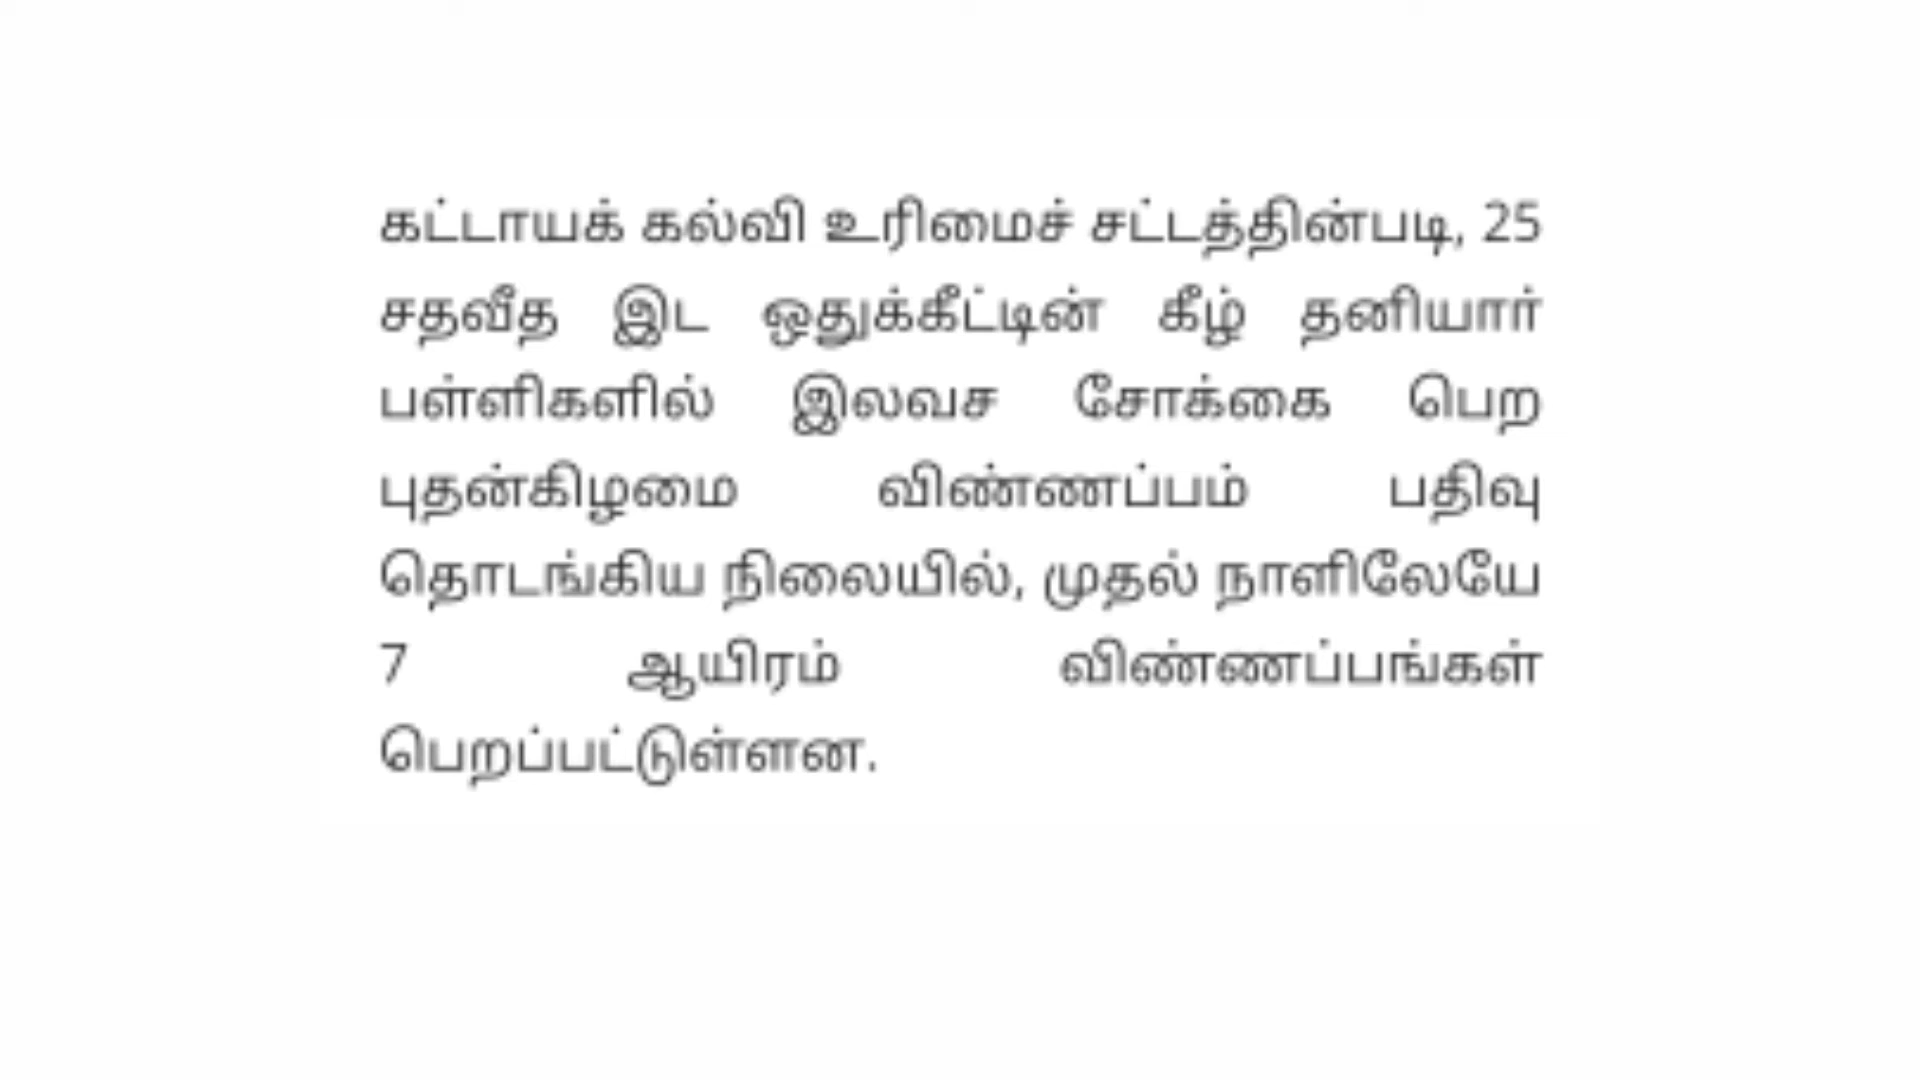 கட்டாயக் கல்வி உரிமைச் சட்டத்தின்படி, 25
சதவீத இட ஒதுக்கீட்டின் கீழ் தனியார்
பள்ளிகளில் இலவச சோக்கை பெற
புதன்கிழமை விண்ணப்பம் பதிவு
தொடங்கிய நிலையில், முதல் நாளிலேயே
7 ஆயிரம் விண்ணப்பங்கள்
பெறப்பட்டுள்ளன.